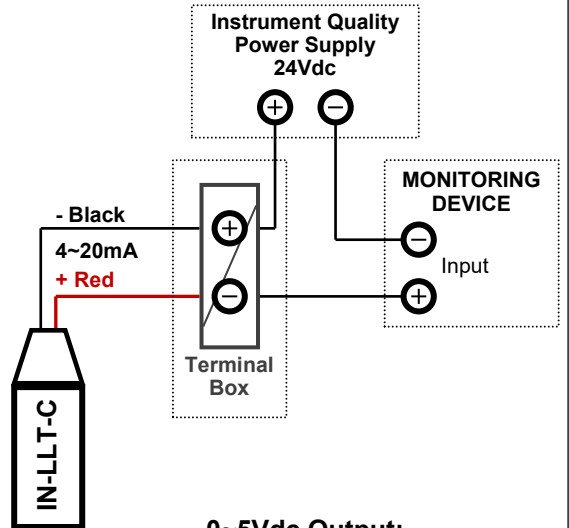 Instrument Quality
Power Supply
24Vdc
+ −
MONITORING
DEVICE
− Input
+
- Black
4~20mA
+ Red
+
−
Terminal
Box
IN-LLT-C
0~5Vdc Output: